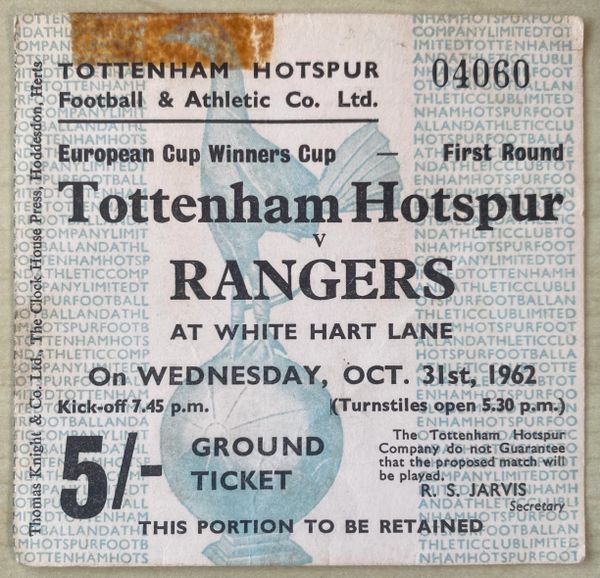 TOTTENHAM HOTSPUR
Football & Athletic Co. Ltd.
04060
European Cup Winners Cup — First Round
Tottenham Hotspur
v
RANGERS
AT WHITE HART LANE
On WEDNESDAY, OCT. 31st, 1962
Kick-off 7.45 p.m. (Turnstiles open 5.30 p.m.)
5/- GROUND
TICKET
The Tottenham Hotspur
Company do not Guarantee
that the proposed match will
be played.
R. S. JARVIS
Secretary
THIS PORTION TO BE RETAINED
Thomas Knight & Co. Ltd., The Clock House Press, Hoddesdon, Herts